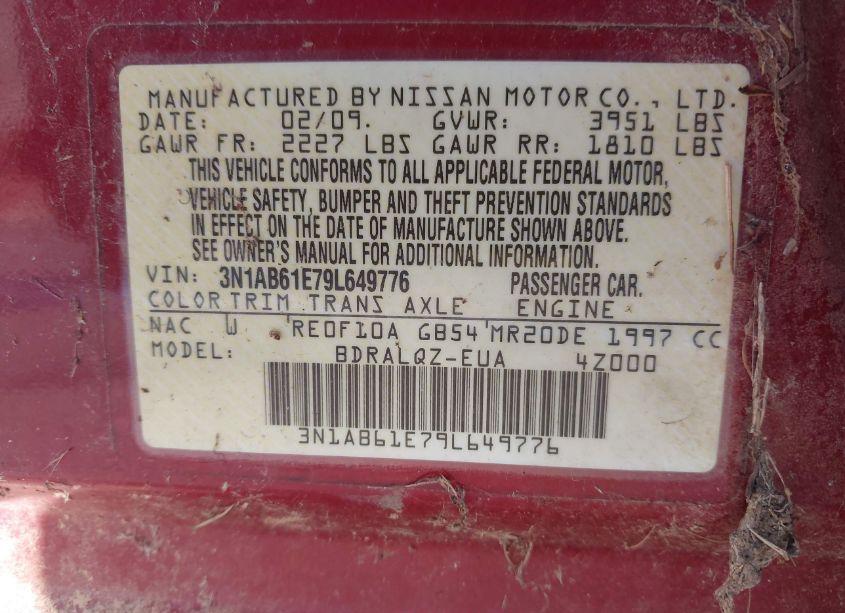 MANUFACTURED BY NISSAN MOTOR CO., LTD.
DATE: 02/09. GVWR: 3951 LBS
GAWR FR: 2227 LBS GAWR RR: 1810 LBS
THIS VEHICLE CONFORMS TO ALL APPLICABLE FEDERAL MOTOR,
VEHICLE SAFETY, BUMPER AND THEFT PREVENTION STANDARDS
IN EFFECT ON THE DATE OF MANUFACTURE SHOWN ABOVE.
SEE OWNER'S MANUAL FOR ADDITIONAL INFORMATION.
VIN: 3N1AB61E79L649776 PASSENGER CAR.
COLOR TRIM TRANS AXLE ENGINE
NAC W RE0F10A GB54 MR20DE 1997 CC
MODEL: BDRALQZ-EUA 4Z000
3N1AB61E79L649776